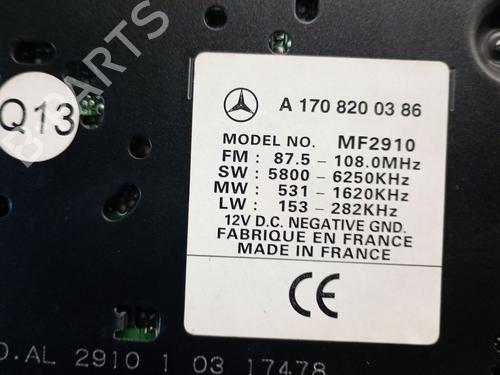 B PARTS
Q13
A 170 820 03 86
MODEL NO. MF2910
FM : 87.5 - 108.0MHz
SW : 5800 - 6250KHz
MW : 531 - 1620KHz
LW : 153 - 282KHz
12V D.C. NEGATIVE GND.
FABRIQUE EN FRANCE
MADE IN FRANCE
CE
O.AL 2910 1 03 17478